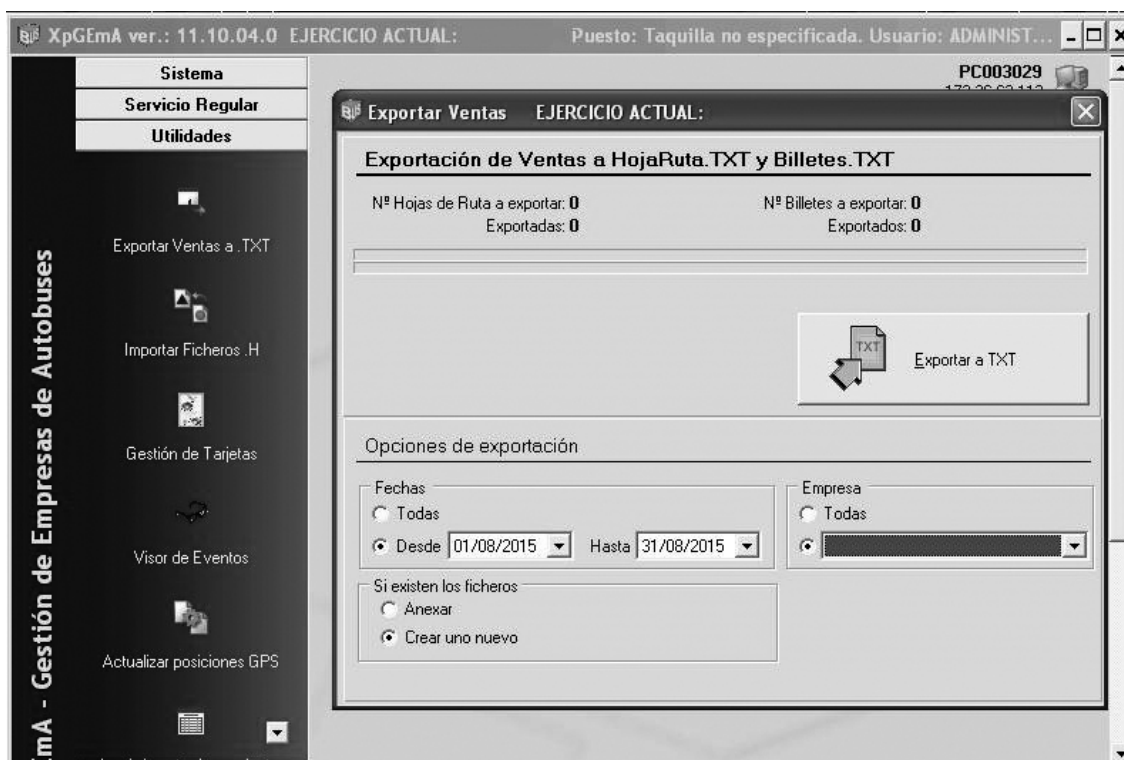 XpGEmA ver.: 11.10.04.0 EJERCICIO ACTUAL: Puesto: Taquilla no especificada. Usuario: ADMINIST...
Sistema
Servicio Regular
Utilidades
Exportar Ventas a .TXT
Importar Ficheros .H
Gestión de Tarjetas
Visor de Eventos
Actualizar posiciones GPS
EmA - Gestión de Empresas de Autobuses
PC003029
Exportar Ventas EJERCICIO ACTUAL:
Exportación de Ventas a HojaRuta.TXT y Billetes.TXT
Nº Hojas de Ruta a exportar: 0 Nº Billetes a exportar: 0
Exportadas: 0 Exportados: 0
TXT
Exportar a TXT
Opciones de exportación
Fechas
Todas
Desde 01/08/2015 Hasta 31/08/2015
Empresa
Todas
Si existen los ficheros
Anexar
Crear uno nuevo